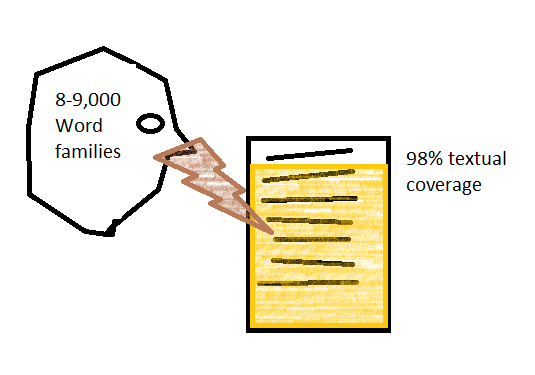 8-9,000
Word
families
98% textual
coverage